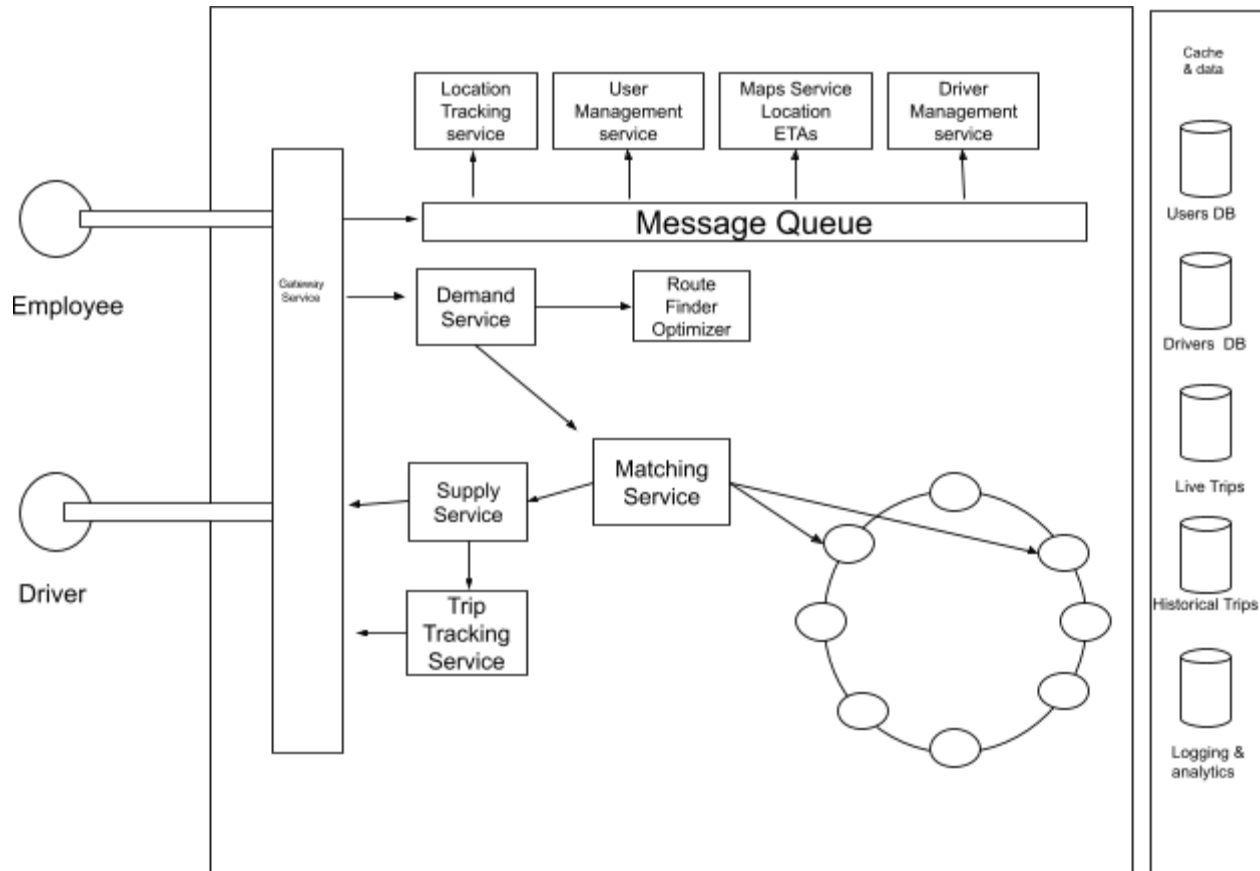 Cache
& data
Location
Tracking
service
User
Management
service
Maps Service
Location
ETAs
Driver
Management
service
Users DB
Message Queue
Employee
Gateway
Service
Demand
Service
Route
Finder
Optimizer
Drivers DB
Matching
Service
Supply
Service
Live Trips
Driver
Trip
Tracking
Service
Historical Trips
Logging &
analytics